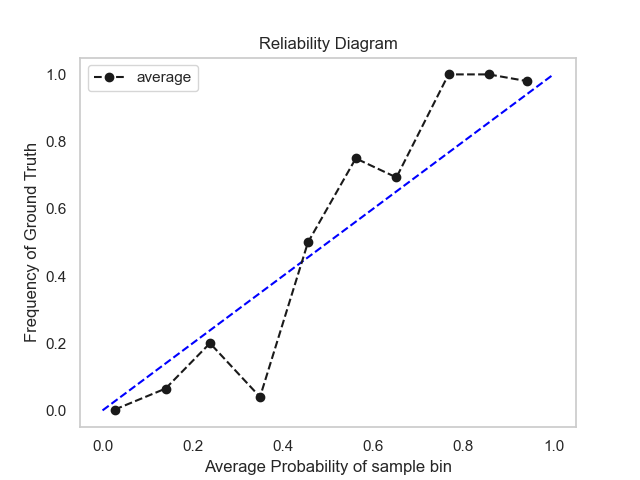 Reliability Diagram
average
Frequency of Ground Truth
1.0
0.8
0.6
0.4
0.2
0.0
0.0 0.2 0.4 0.6 0.8 1.0
Average Probability of sample bin